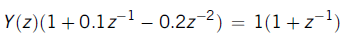 Y(z)(1 + 0.1z⁻¹ – 0.2z⁻²) = 1(1 + z⁻¹)